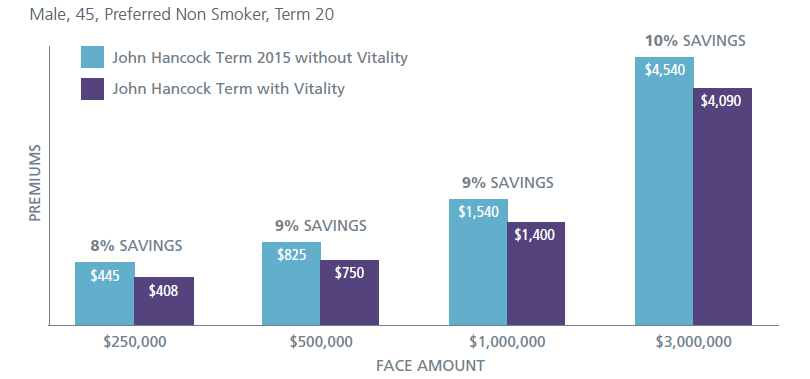 Male, 45, Preferred Non Smoker, Term 20
John Hancock Term 2015 without Vitality
John Hancock Term with Vitality
PREMIUMS
8% SAVINGS
$445
$408
9% SAVINGS
$825
$750
9% SAVINGS
$1,540
$1,400
10% SAVINGS
$4,540
$4,090
$250,000
$500,000
$1,000,000
$3,000,000
FACE AMOUNT